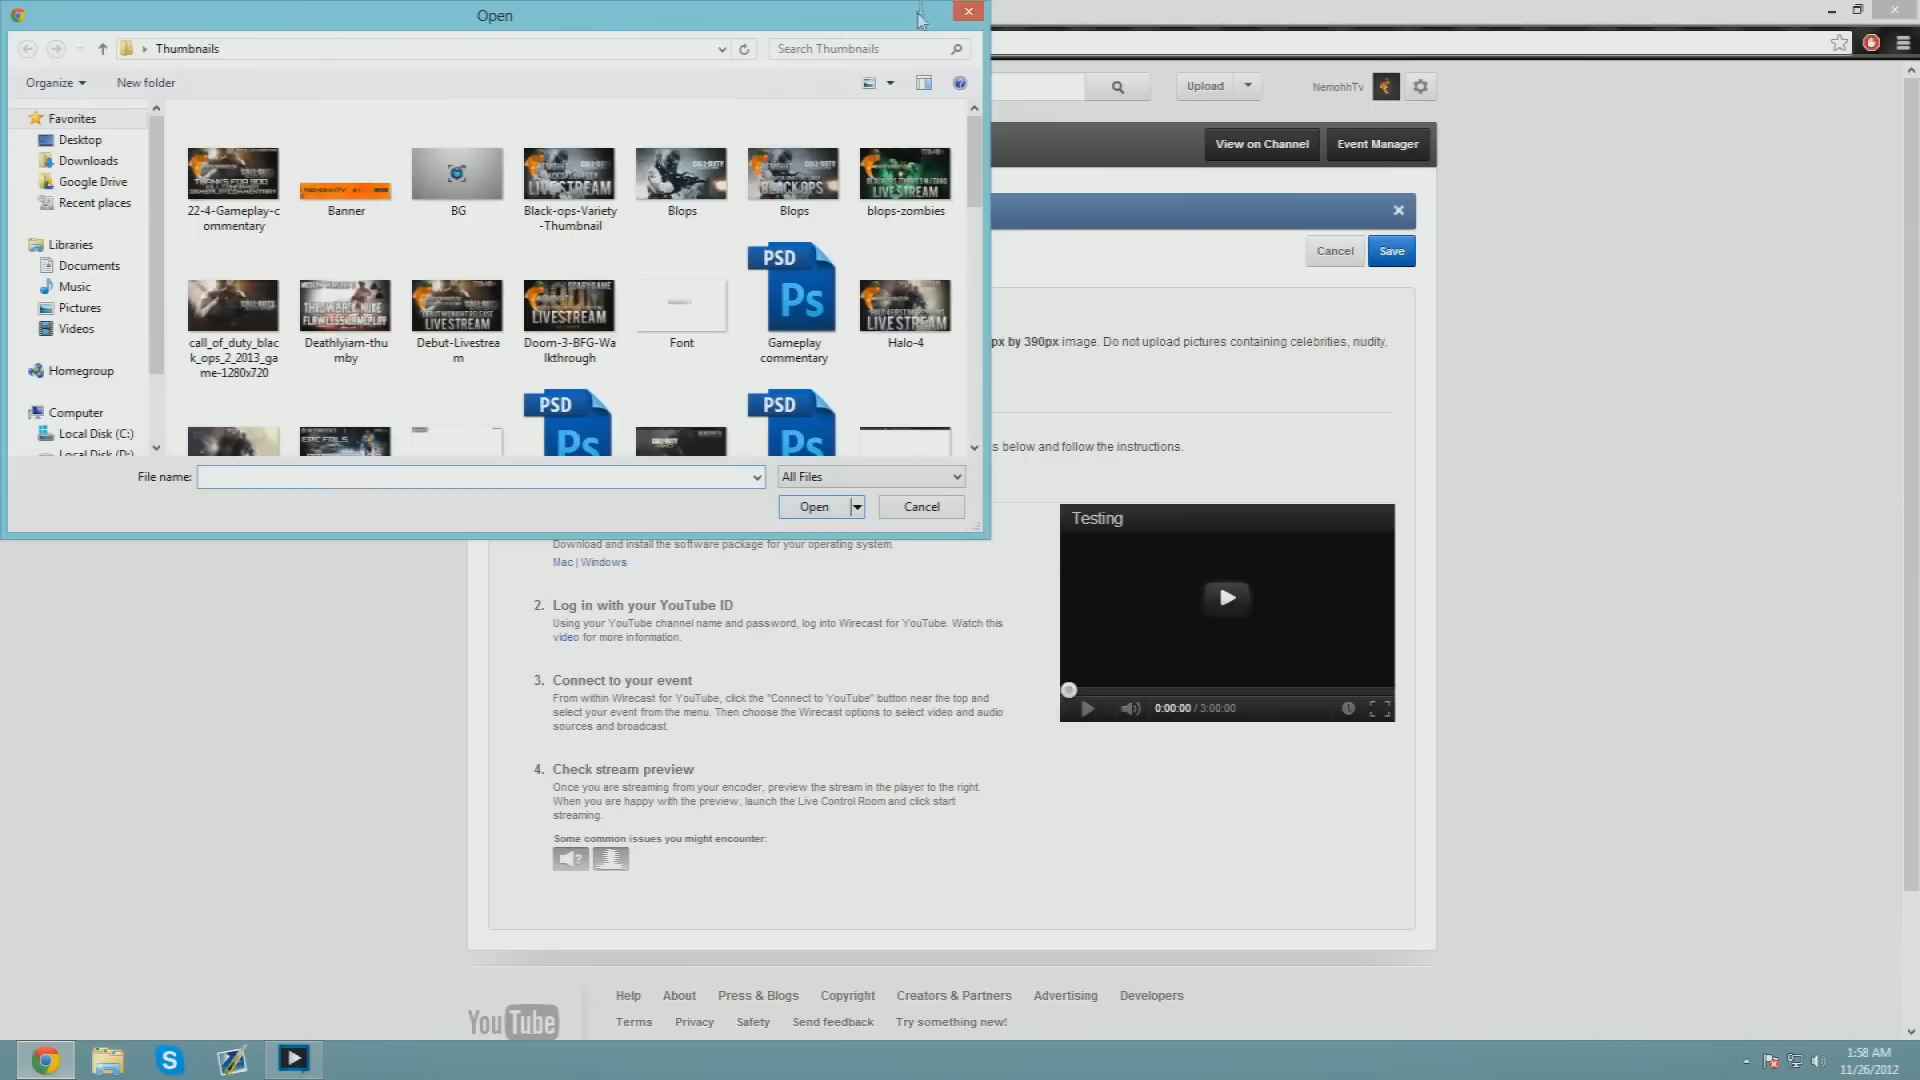 Open
Thumbnails
Search Thumbnails
Organize
New folder
Favorites
Desktop
Downloads
Google Drive
Recent places
Libraries
Documents
Music
Pictures
Videos
Homegroup
Computer
Local Disk (C:)
Local Disk (D:)
22-4-Gameplay-c
ommentary
Banner
BG
Black-ops-Variety
-Thumbnail
Blops
Blops
blops-zombies
call_of_duty_blac
k_ops_2_2013_ga
me-1280x720
Deathlyiam-thu
mby
Debut-Livestrea
m
Doom-3-BFG-Wa
lkthrough
Font
PSD
Ps
Gameplay
commentary
Halo-4
PSD
Ps
PSD
Ps
LIVESTREAM
BLACK OPS
LIVESTREAM
LIVESTREAM
LIVESTREAM
LIVESTREAM
File name:
All Files
Open
Cancel
Upload
NemohhTv
View on Channel
Event Manager
Cancel
Save
px by 390px image. Do not upload pictures containing celebrities, nudity,
s below and follow the instructions.
Download and install the software package for your operating system.
Mac | Windows
2. Log in with your YouTube ID
Using your YouTube channel name and password, log into Wirecast for YouTube. Watch this
video for more information.
3. Connect to your event
From within Wirecast for YouTube, click the "Connect to YouTube" button near the top and
select your event from the menu. Then choose the Wirecast options to select video and audio
sources and broadcast.
4. Check stream preview
Once you are streaming from your encoder, preview the stream in the player to the right.
When you are happy with the preview, launch the Live Control Room and click start
streaming.
Some common issues you might encounter:
Testing
0:00:00 / 3:00:00
YouTube
Help About Press & Blogs Copyright Creators & Partners Advertising Developers
Terms Privacy Safety Send feedback Try something new!
1:58 AM
11/26/2012